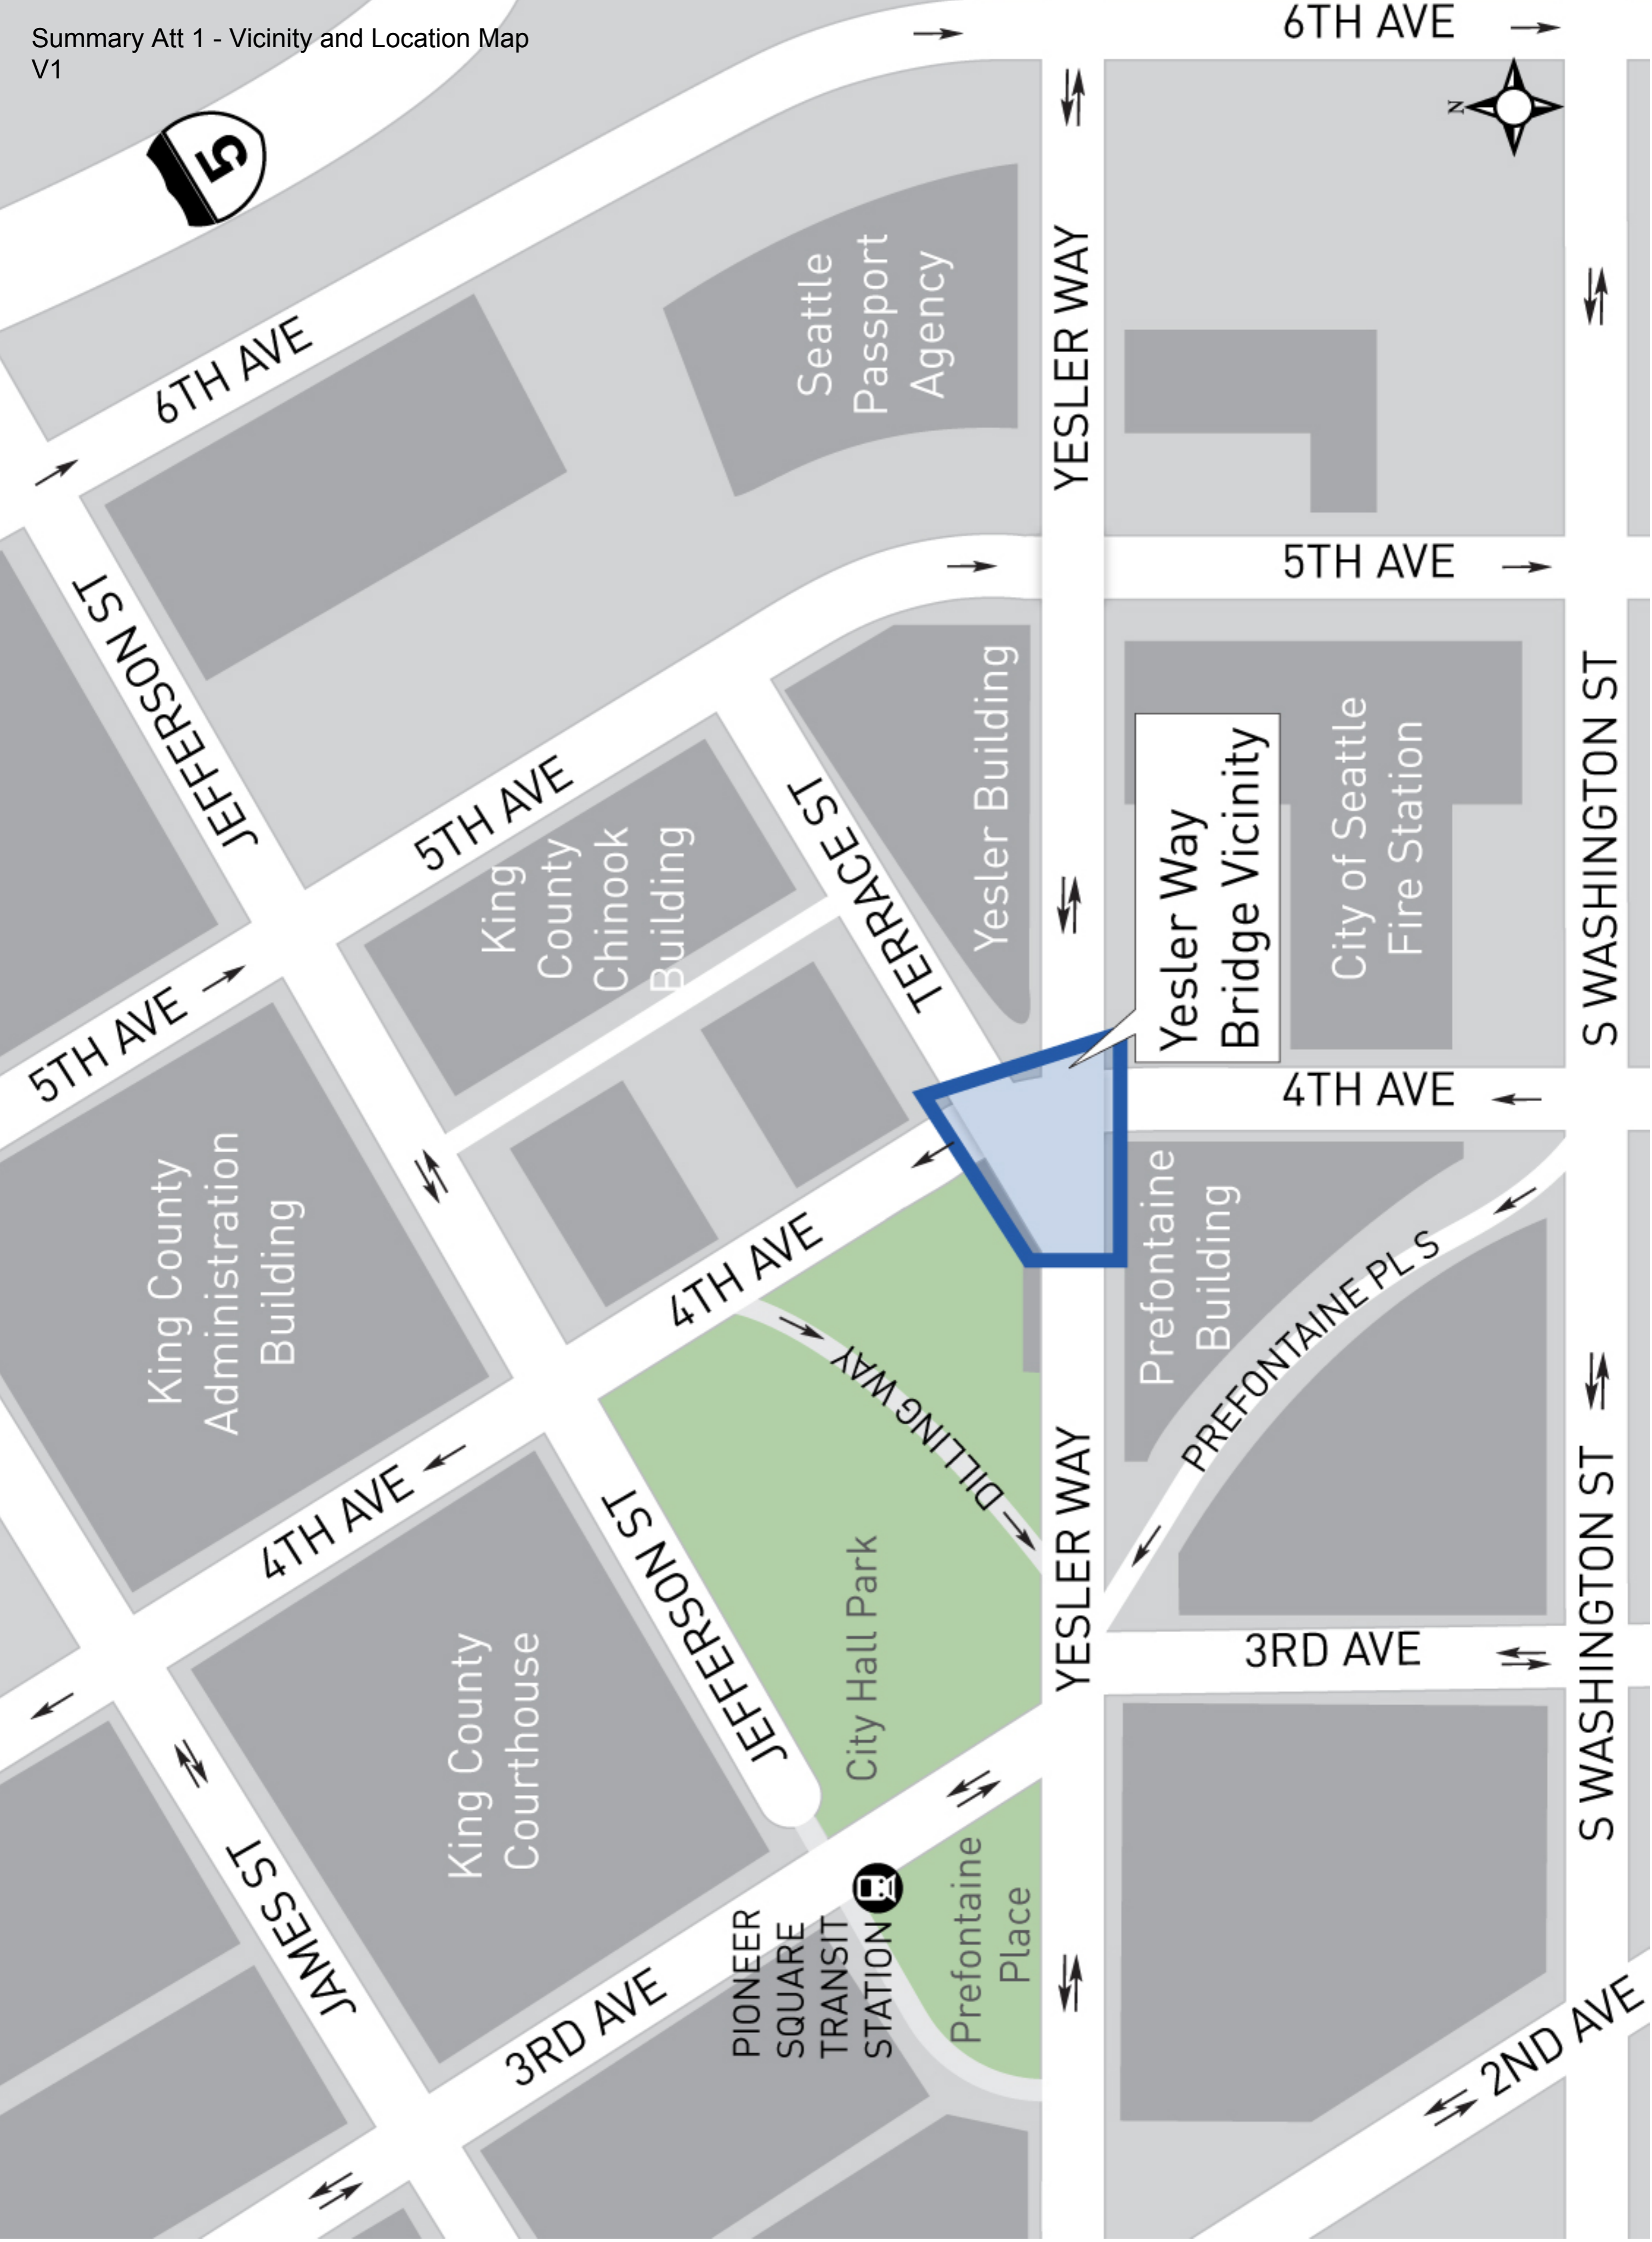 Summary Att 1 - Vicinity and Location Map
V1
6TH AVE
5
N
Seattle
Passport
Agency
YESLER WAY
6TH AVE
5TH AVE
JEFFERSON ST
5TH AVE
King
County
Chinook
Building
TERRACE ST
Yesler Building
Yesler Way
Bridge Vicinity
City of Seattle
Fire Station
S WASHINGTON ST
5TH AVE
4TH AVE
King County
Administration
Building
4TH AVE
Prefontaine
Building
PREFONTAINE PL S
DILLING WAY
4TH AVE
JEFFERSON ST
City Hall Park
YESLER WAY
3RD AVE
S WASHINGTON ST
King County
Courthouse
JAMES ST
3RD AVE
PIONEER
SQUARE
TRANSIT
STATION
Prefontaine
Place
2ND AVE